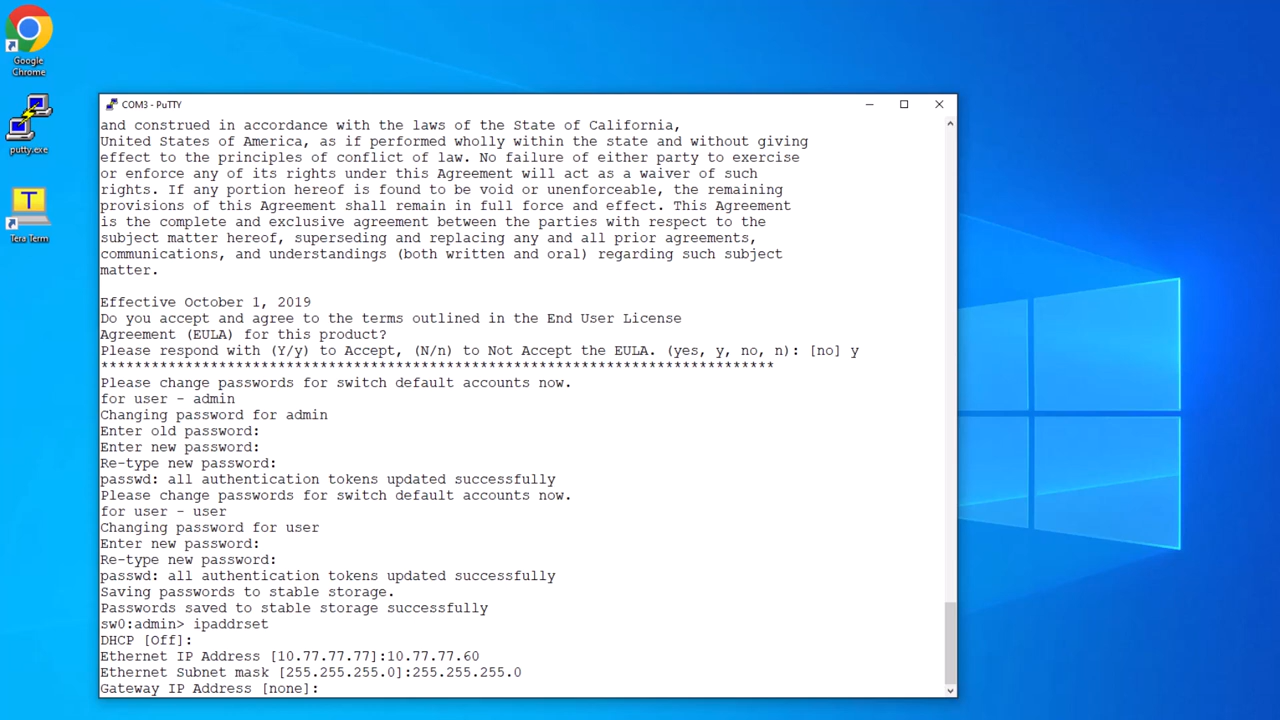 Google
Chrome
putty.exe
Tera Term
COM3 - PuTTY
and construed in accordance with the laws of the State of California,
United States of America, as if performed wholly within the state and without giving
effect to the principles of conflict of law. No failure of either party to exercise
or enforce any of its rights under this Agreement will act as a waiver of such
rights. If any portion hereof is found to be void or unenforceable, the remaining
provisions of this Agreement shall remain in full force and effect. This Agreement
is the complete and exclusive agreement between the parties with respect to the
subject matter hereof, superseding and replacing any and all prior agreements,
communications, and understandings (both written and oral) regarding such subject
matter.
Effective October 1, 2019
Do you accept and agree to the terms outlined in the End User License
Agreement (EULA) for this product?
Please respond with (Y/y) to Accept, (N/n) to Not Accept the EULA. (yes, y, no, n): [no] y
********************************************************************************
Please change passwords for switch default accounts now.
for user - admin
Changing password for admin
Enter old password:
Enter new password:
Re-type new password:
passwd: all authentication tokens updated successfully
Please change passwords for switch default accounts now.
for user - user
Changing password for user
Enter new password:
Re-type new password:
passwd: all authentication tokens updated successfully
Saving passwords to stable storage.
Passwords saved to stable storage successfully
sw0:admin> ipaddrset
DHCP [Off]:
Ethernet IP Address [10.77.77.77]:10.77.77.60
Ethernet Subnet mask [255.255.255.0]:255.255.255.0
Gateway IP Address [none]: